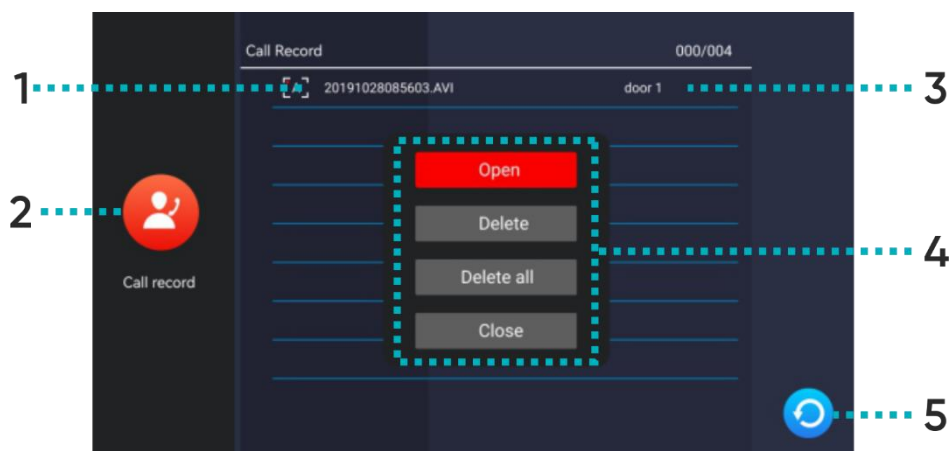 Call Record 000/004
1 [A] 20191028085603.AVI door 1 3
Open
2
Delete
4
Call record
Delete all
Close
5